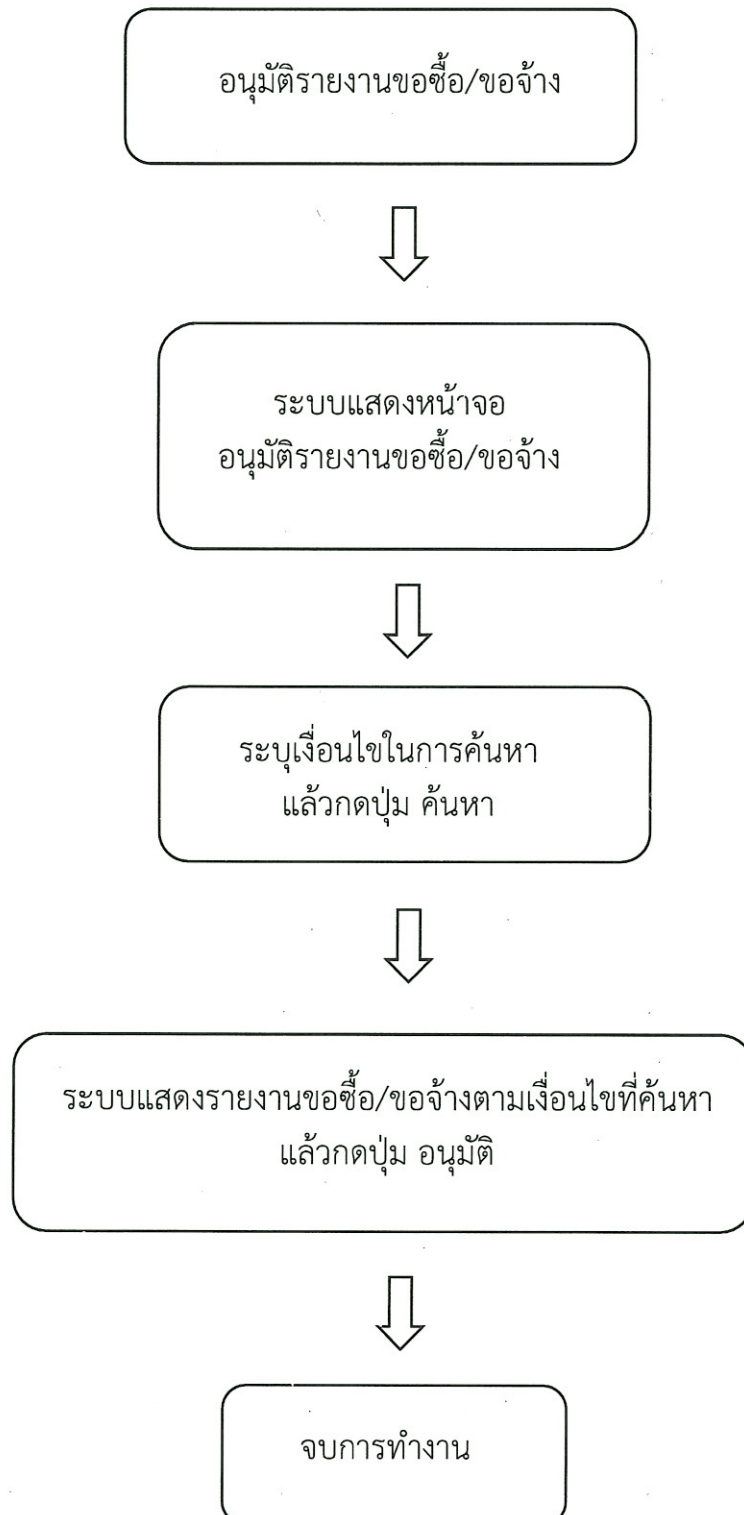 อนุมัติรายงานขอซื้อ/ขอจ้าง
ระบบแสดงหน้าจอ
อนุมัติรายงานขอซื้อ/ขอจ้าง
ระบุเงื่อนไขในการค้นหา
แล้วกดปุ่ม ค้นหา
ระบบแสดงรายงานขอซื้อ/ขอจ้างตามเงื่อนไขที่ค้นหา
แล้วกดปุ่ม อนุมัติ
จบการทำงาน